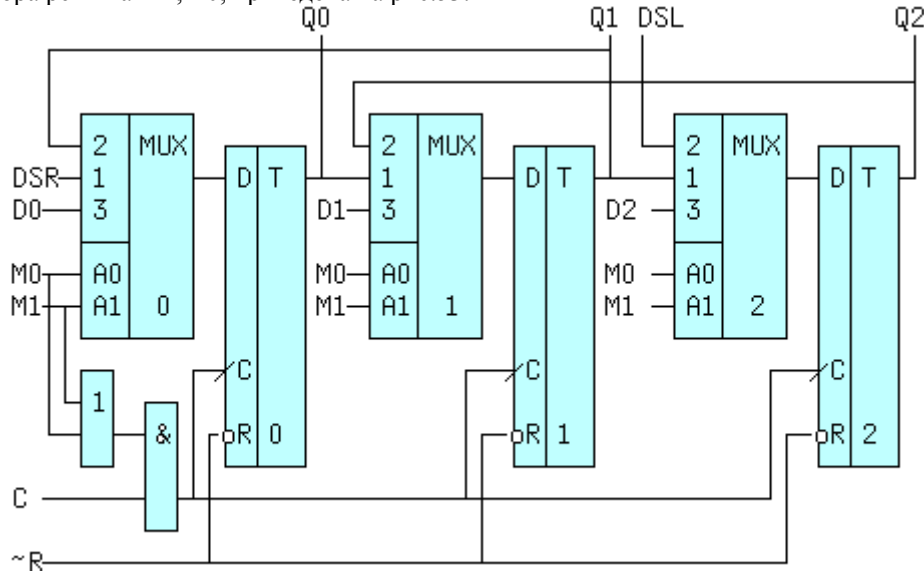 Q0 Q1 DSL Q2
2 MUX 2 MUX 2 MUX
DSR 1 D T 1 D T 1 D T
D0 3 D1 3 D2 3
M0 A0 M0 A0 M0 A0
M1 A1 0 M1 A1 1 M1 A1 2
C C C
1
& R 0 R 1 R 2
C
~R